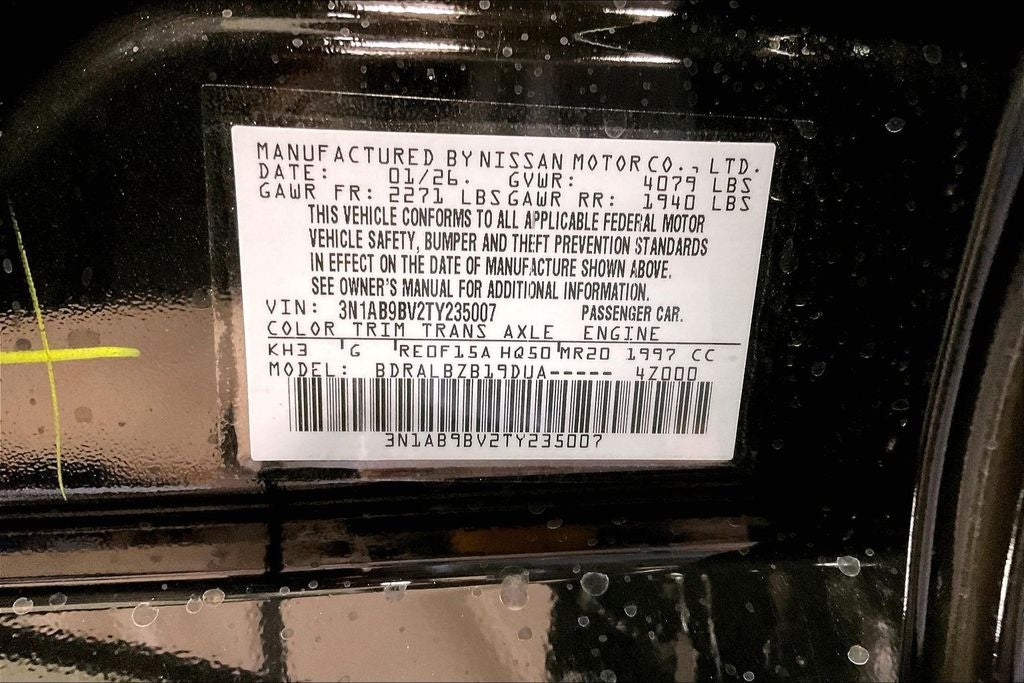 MANUFACTURED BY NISSAN MOTOR CO., LTD.
DATE: 01/26. GVWR: 4079 LBS
GAWR FR: 2271 LBS GAWR RR: 1940 LBS
THIS VEHICLE CONFORMS TO ALL APPLICABLE FEDERAL MOTOR
VEHICLE SAFETY, BUMPER AND THEFT PREVENTION STANDARDS
IN EFFECT ON THE DATE OF MANUFACTURE SHOWN ABOVE.
SEE OWNER'S MANUAL FOR ADDITIONAL INFORMATION.
VIN: 3N1AB9BV2TY235007 PASSENGER CAR.
COLOR TRIM TRANS AXLE ENGINE
KH3 G RE0F15A HQ50 MR20 1997 CC
MODEL: BDRALBZB19DUA----- 4Z000
3N1AB9BV2TY235007